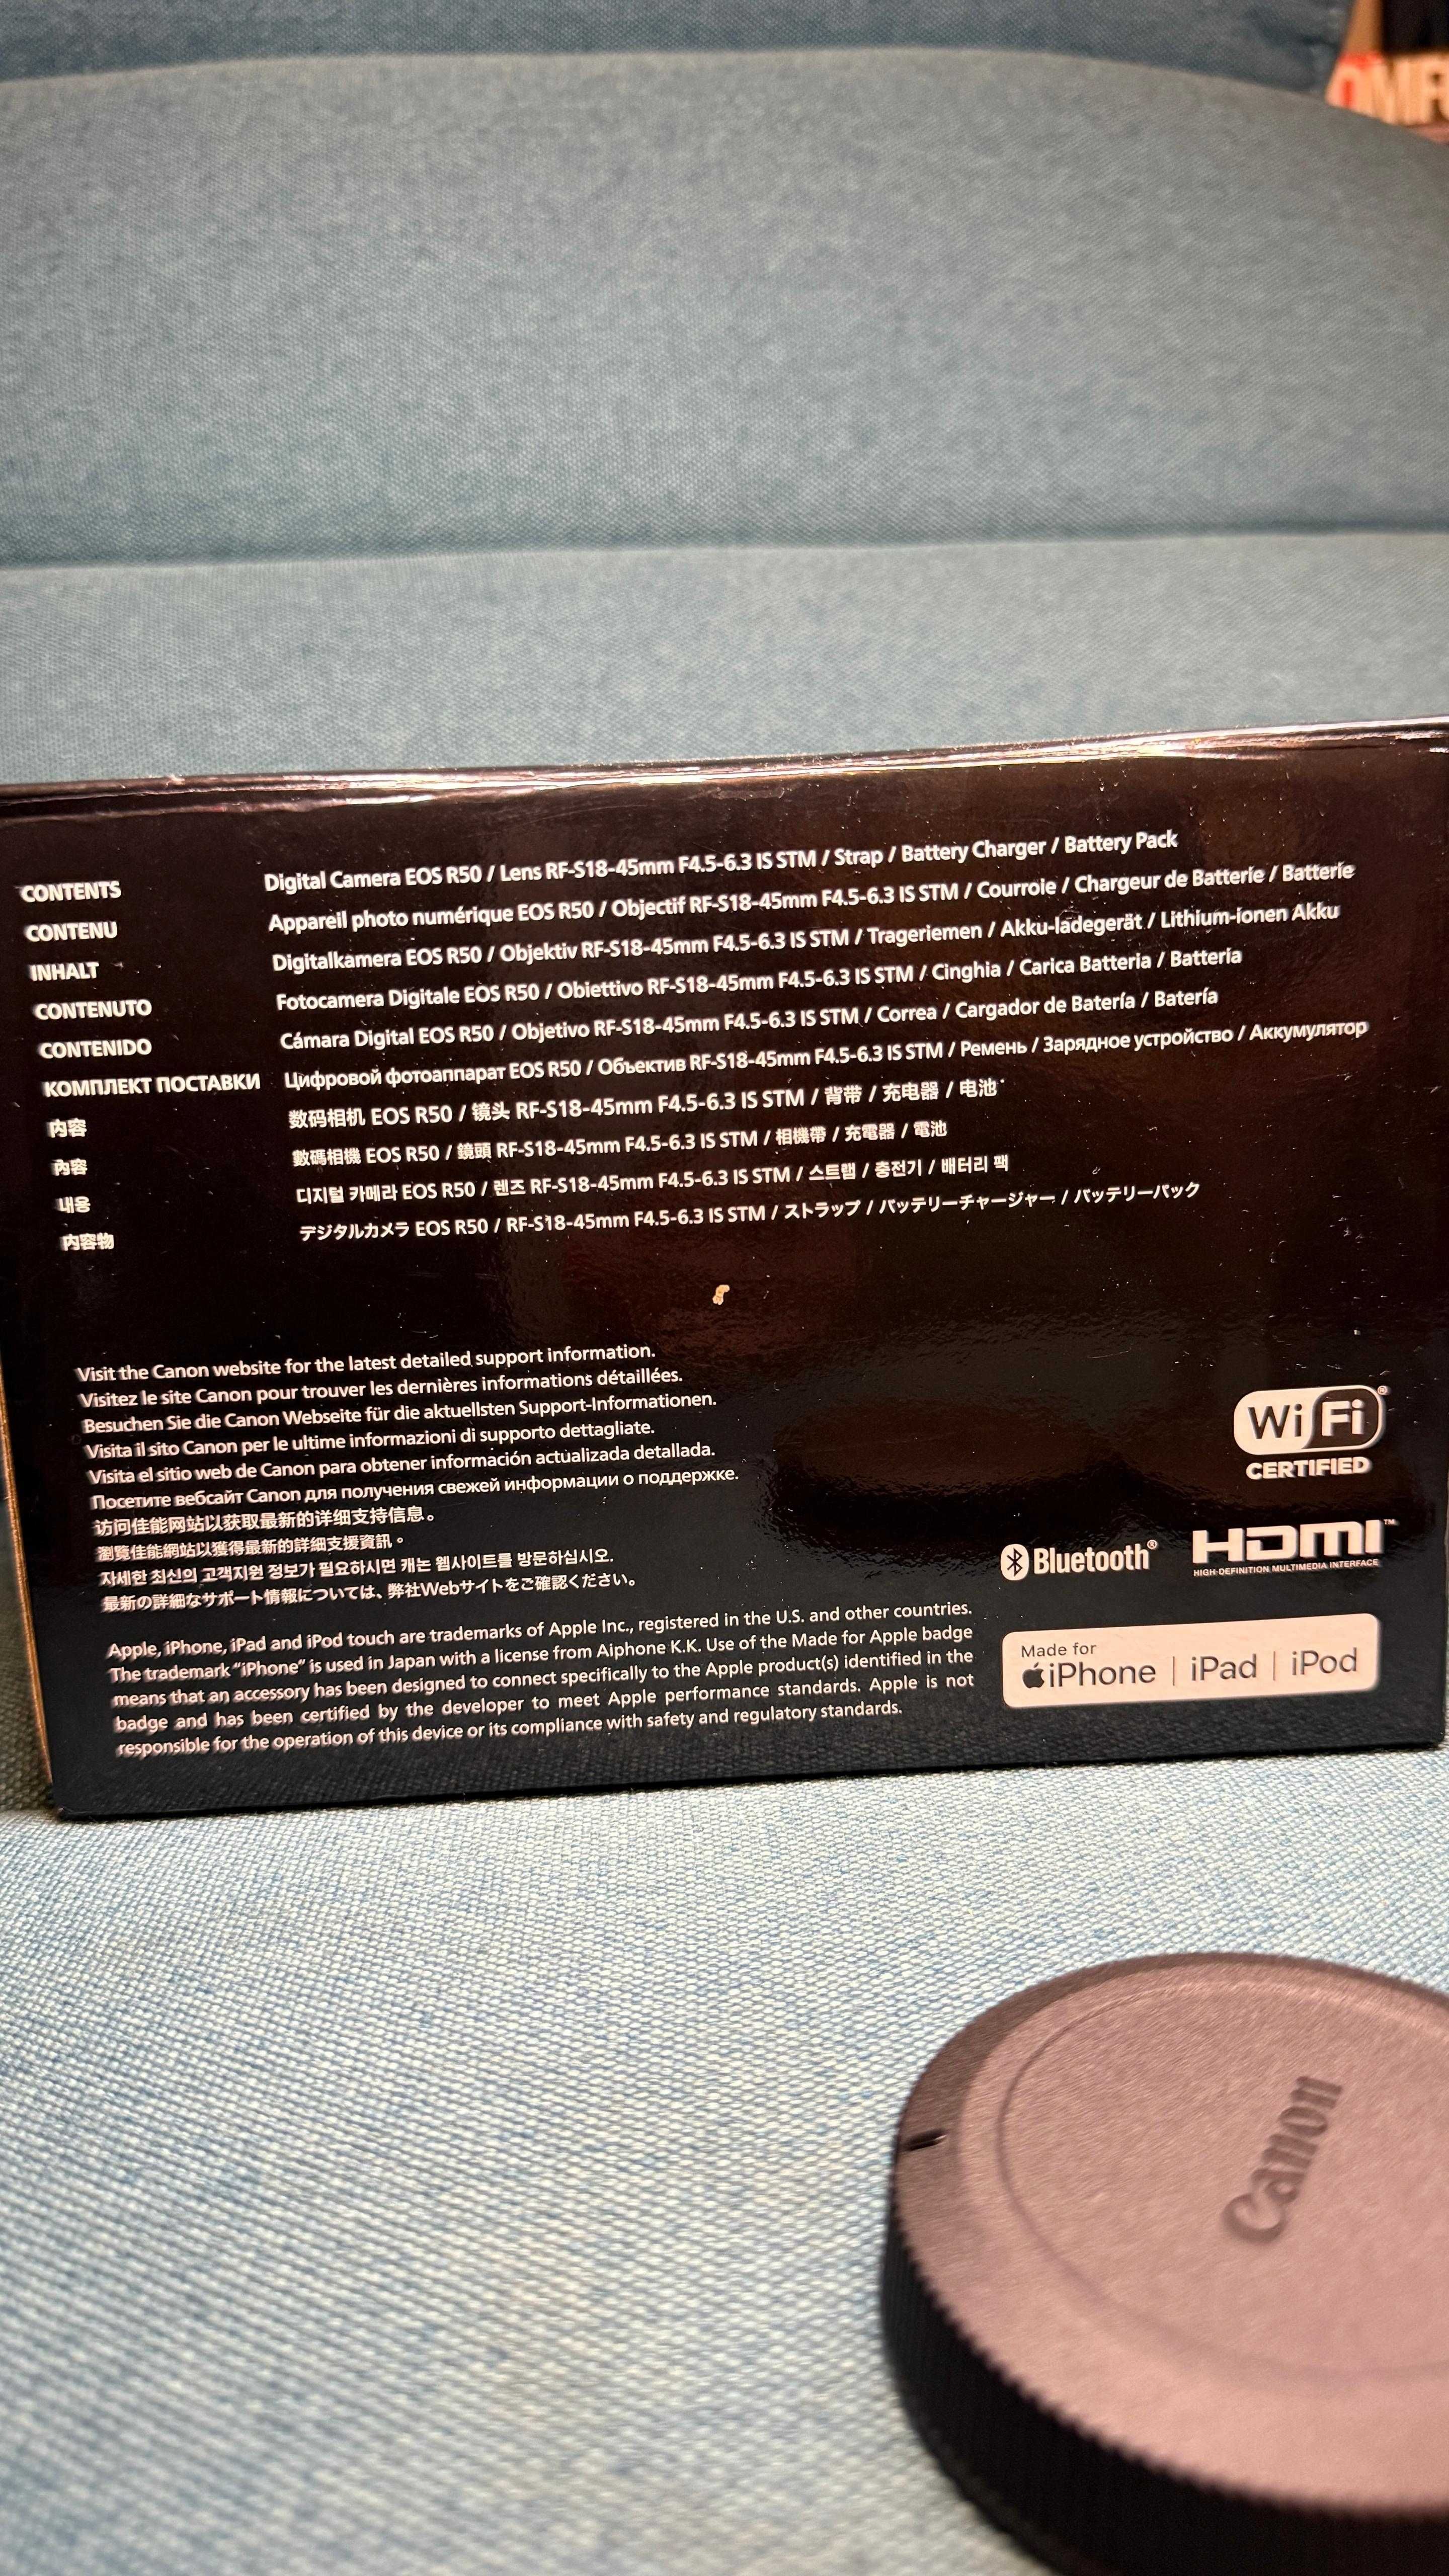 CONTENTS Digital Camera EOS R50 / Lens RF-S18-45mm F4.5-6.3 IS STM / Strap / Battery Charger / Battery Pack
CONTENU Appareil photo numérique EOS R50 / Objectif RF-S18-45mm F4.5-6.3 IS STM / Courroie / Chargeur de Batterie / Batterie
INHALT Digitalkamera EOS R50 / Objektiv RF-S18-45mm F4.5-6.3 IS STM / Trageriemen / Akku-ladegerät / Lithium-ionen Akku
CONTENUTO Fotocamera Digitale EOS R50 / Obiettivo RF-S18-45mm F4.5-6.3 IS STM / Cinghia / Carica Batteria / Batteria
CONTENIDO Cámara Digital EOS R50 / Objetivo RF-S18-45mm F4.5-6.3 IS STM / Correa / Cargador de Batería / Batería
КОМПЛЕКТ ПОСТАВКИ Цифровой фотоаппарат EOS R50 / Объектив RF-S18-45mm F4.5-6.3 IS STM / Ремень / Зарядное устройство / Аккумулятор
内容 数码相机 EOS R50 / 镜头 RF-S18-45mm F4.5-6.3 IS STM / 背带 / 充电器 / 电池
內容 數碼相機 EOS R50 / 鏡頭 RF-S18-45mm F4.5-6.3 IS STM / 相機帶 / 充電器 / 電池
내용 디지털 카메라 EOS R50 / 렌즈 RF-S18-45mm F4.5-6.3 IS STM / 스트랩 / 충전기 / 배터리 팩
内容物 デジタルカメラ EOS R50 / RF-S18-45mm F4.5-6.3 IS STM / ストラップ / バッテリーチャージャー / バッテリーパック
Visit the Canon website for the latest detailed support information.
Visitez le site Canon pour trouver les dernières informations détaillées.
Besuchen Sie die Canon Webseite für die aktuellsten Support-Informationen.
Visita il sito Canon per le ultime informazioni di supporto dettagliate.
Visita el sitio web de Canon para obtener información actualizada detallada.
Посетите вебсайт Canon для получения свежей информации о поддержке.
访问佳能网站以获取最新的详细支持信息。
瀏覽佳能網站以獲得最新的詳細支援資訊。
자세한 최신의 고객지원 정보가 필요하시면 캐논 웹사이트를 방문하십시오.
最新の詳細なサポート情報については、弊社Webサイトをご確認ください。
Wi Fi®
CERTIFIED
Bluetooth®
HDMI™
HIGH-DEFINITION MULTIMEDIA INTERFACE
Apple, iPhone, iPad and iPod touch are trademarks of Apple Inc., registered in the U.S. and other countries.
The trademark "iPhone" is used in Japan with a license from Aiphone K.K. Use of the Made for Apple badge
means that an accessory has been designed to connect specifically to the Apple product(s) identified in the
badge and has been certified by the developer to meet Apple performance standards. Apple is not
responsible for the operation of this device or its compliance with safety and regulatory standards.
Made for
iPhone | iPad | iPod
Canon